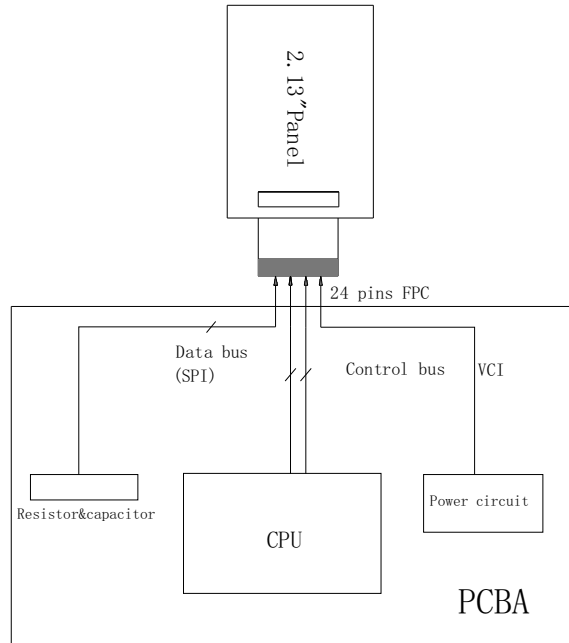 2.13"Panel
24 pins FPC
Data bus
(SPI)
Control bus
VCI
Resistor&capacitor
CPU
Power circuit
PCBA